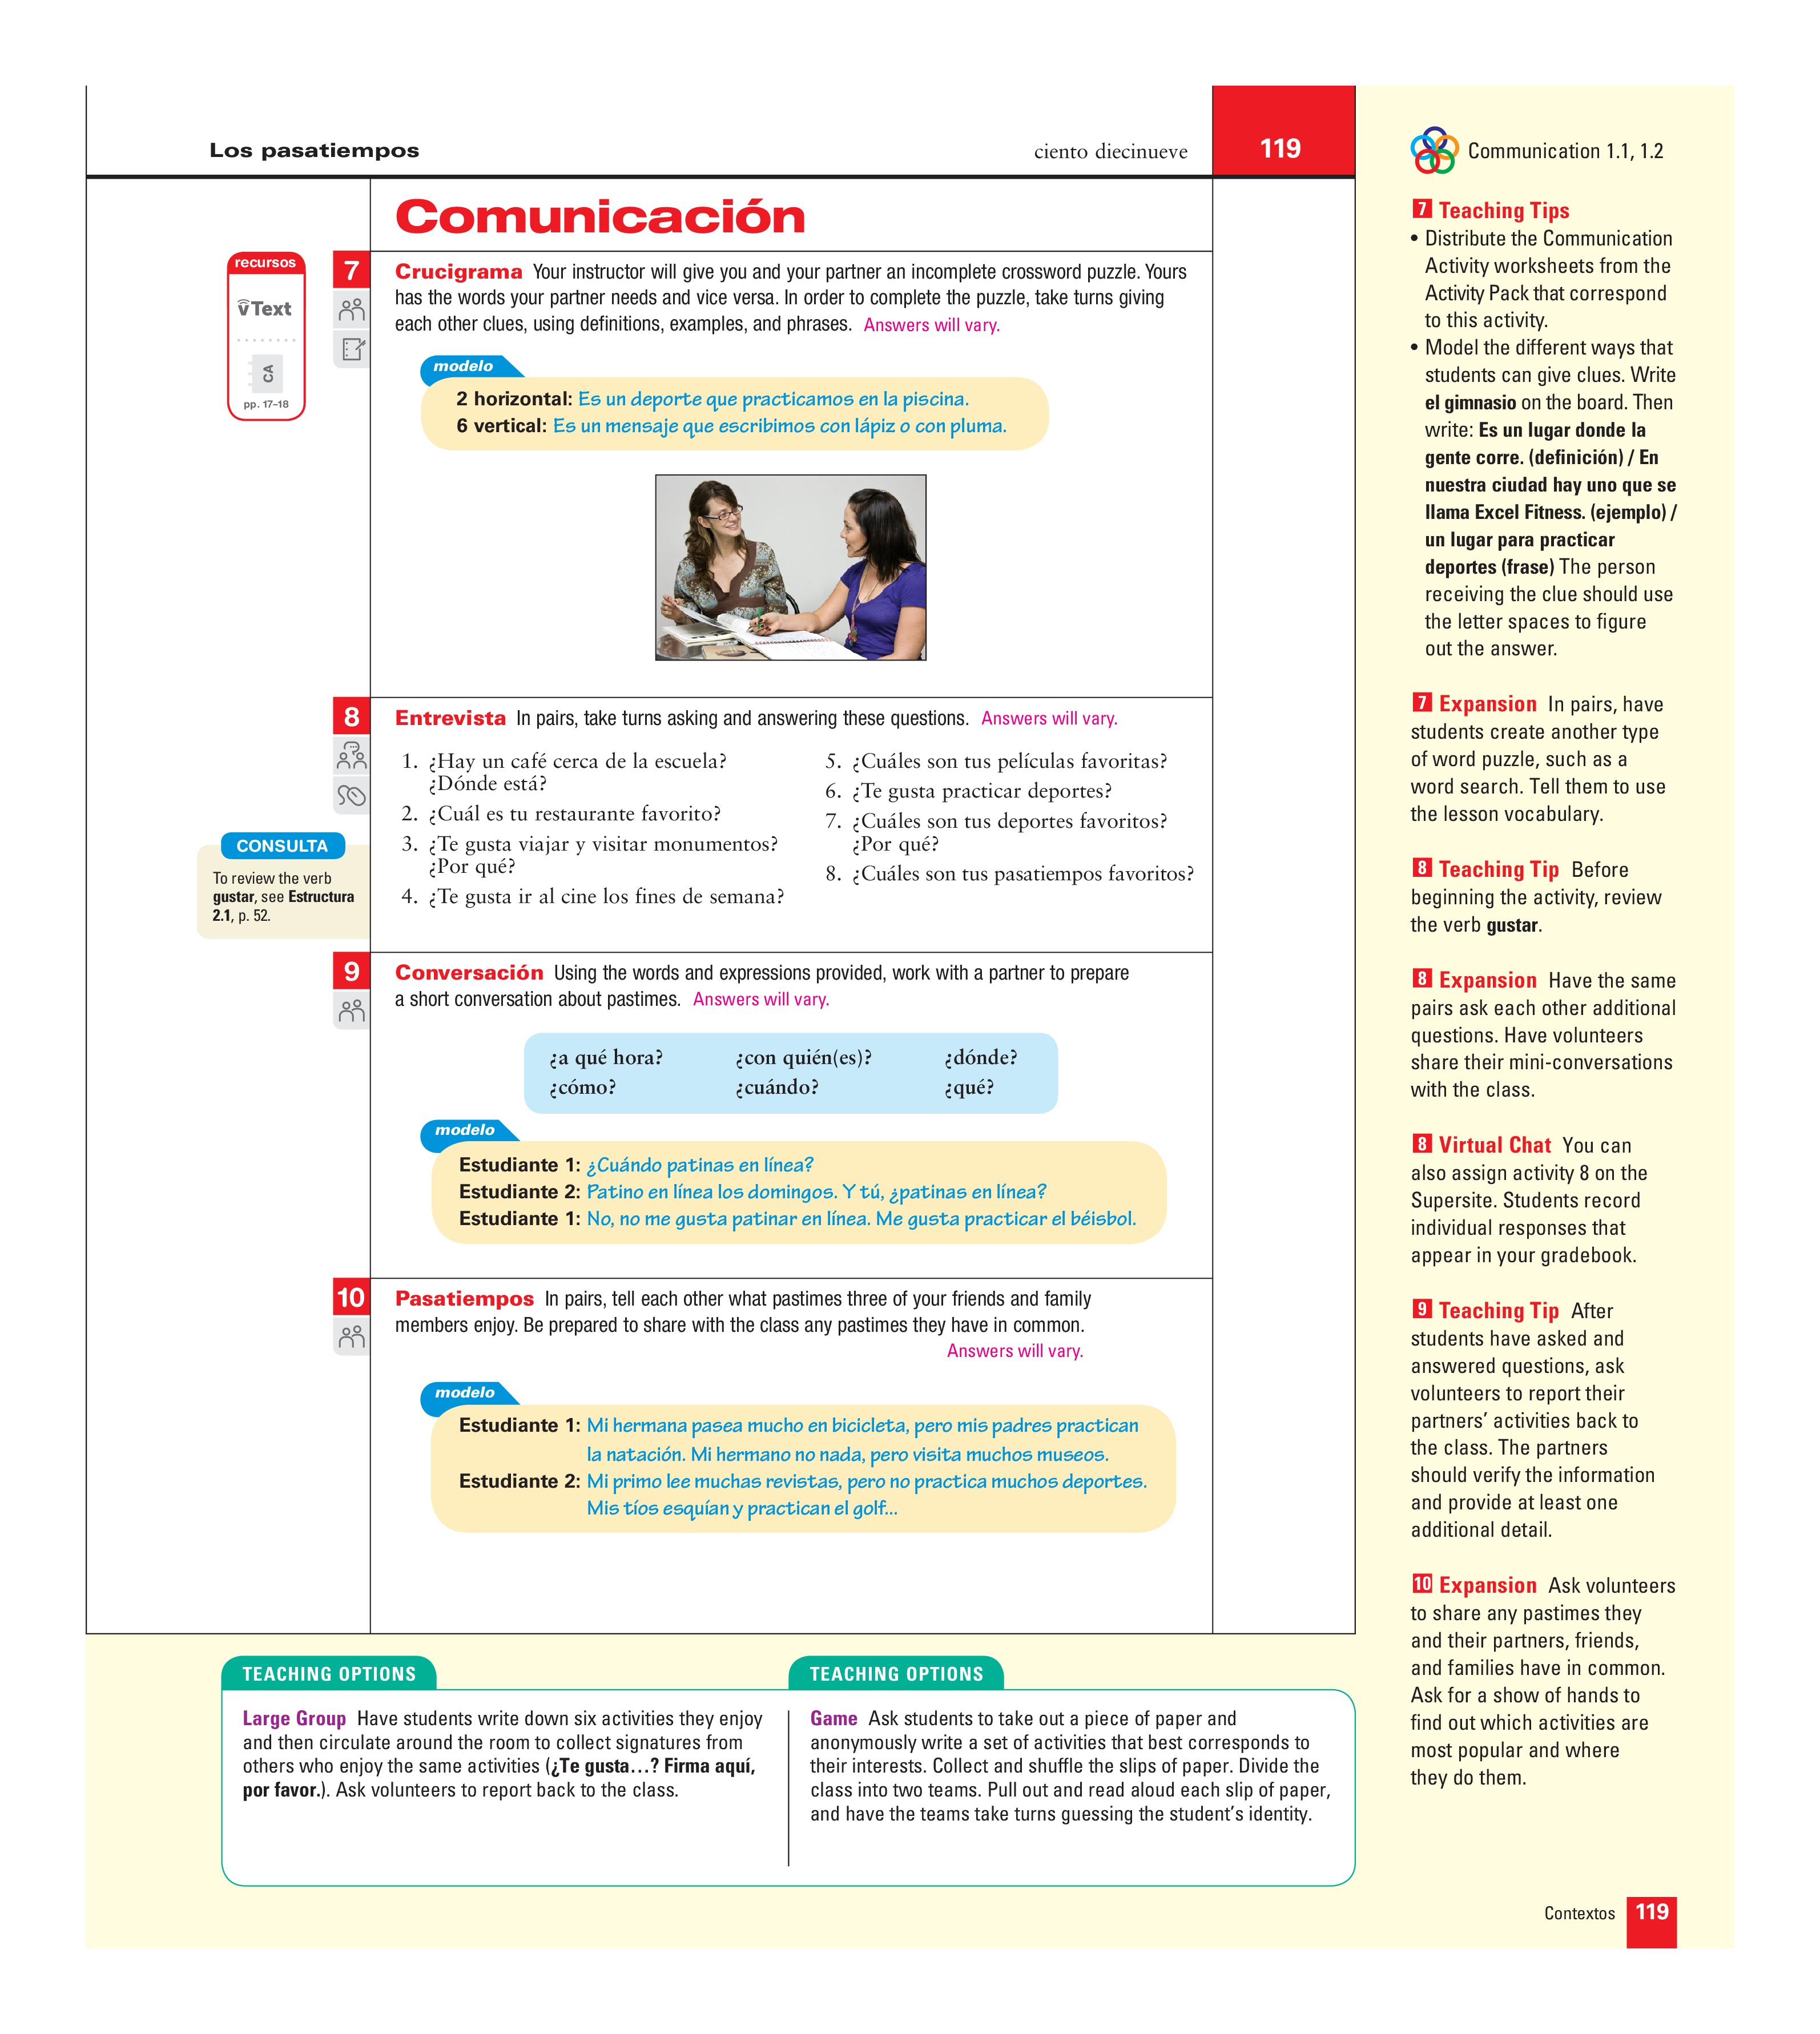 Los pasatiempos
ciento diecinueve
119
Comunicación
recursos
vText
CA
pp. 17–18
7
Crucigrama Your instructor will give you and your partner an incomplete crossword puzzle. Yours
has the words your partner needs and vice versa. In order to complete the puzzle, take turns giving
each other clues, using definitions, examples, and phrases. Answers will vary.
modelo
2 horizontal: Es un deporte que practicamos en la piscina.
6 vertical: Es un mensaje que escribimos con lápiz o con pluma.
8
Entrevista In pairs, take turns asking and answering these questions. Answers will vary.
1. ¿Hay un café cerca de la escuela?
¿Dónde está?
2. ¿Cuál es tu restaurante favorito?
3. ¿Te gusta viajar y visitar monumentos?
¿Por qué?
4. ¿Te gusta ir al cine los fines de semana?
5. ¿Cuáles son tus películas favoritas?
6. ¿Te gusta practicar deportes?
7. ¿Cuáles son tus deportes favoritos?
¿Por qué?
8. ¿Cuáles son tus pasatiempos favoritos?
CONSULTA
To review the verb
gustar, see Estructura
2.1, p. 52.
9
Conversación Using the words and expressions provided, work with a partner to prepare
a short conversation about pastimes. Answers will vary.
¿a qué hora? ¿con quién(es)? ¿dónde?
¿cómo? ¿cuándo? ¿qué?
modelo
Estudiante 1: ¿Cuándo patinas en línea?
Estudiante 2: Patino en línea los domingos. Y tú, ¿patinas en línea?
Estudiante 1: No, no me gusta patinar en línea. Me gusta practicar el béisbol.
10
Pasatiempos In pairs, tell each other what pastimes three of your friends and family
members enjoy. Be prepared to share with the class any pastimes they have in common.
Answers will vary.
modelo
Estudiante 1: Mi hermana pasea mucho en bicicleta, pero mis padres practican
la natación. Mi hermano no nada, pero visita muchos museos.
Estudiante 2: Mi primo lee muchas revistas, pero no practica muchos deportes.
Mis tíos esquían y practican el golf...
Communication 1.1, 1.2
7 Teaching Tips
• Distribute the Communication
Activity worksheets from the
Activity Pack that correspond
to this activity.
• Model the different ways that
students can give clues. Write
el gimnasio on the board. Then
write: Es un lugar donde la
gente corre. (definición) / En
nuestra ciudad hay uno que se
llama Excel Fitness. (ejemplo) /
un lugar para practicar
deportes (frase) The person
receiving the clue should use
the letter spaces to figure
out the answer.
7 Expansion In pairs, have
students create another type
of word puzzle, such as a
word search. Tell them to use
the lesson vocabulary.
8 Teaching Tip Before
beginning the activity, review
the verb gustar.
8 Expansion Have the same
pairs ask each other additional
questions. Have volunteers
share their mini-conversations
with the class.
8 Virtual Chat You can
also assign activity 8 on the
Supersite. Students record
individual responses that
appear in your gradebook.
9 Teaching Tip After
students have asked and
answered questions, ask
volunteers to report their
partners’ activities back to
the class. The partners
should verify the information
and provide at least one
additional detail.
10 Expansion Ask volunteers
to share any pastimes they
and their partners, friends,
and families have in common.
Ask for a show of hands to
find out which activities are
most popular and where
they do them.
TEACHING OPTIONS
Large Group Have students write down six activities they enjoy
and then circulate around the room to collect signatures from
others who enjoy the same activities (¿Te gusta…? Firma aquí,
por favor.). Ask volunteers to report back to the class.
TEACHING OPTIONS
Game Ask students to take out a piece of paper and
anonymously write a set of activities that best corresponds to
their interests. Collect and shuffle the slips of paper. Divide the
class into two teams. Pull out and read aloud each slip of paper,
and have the teams take turns guessing the student’s identity.
Contextos
119